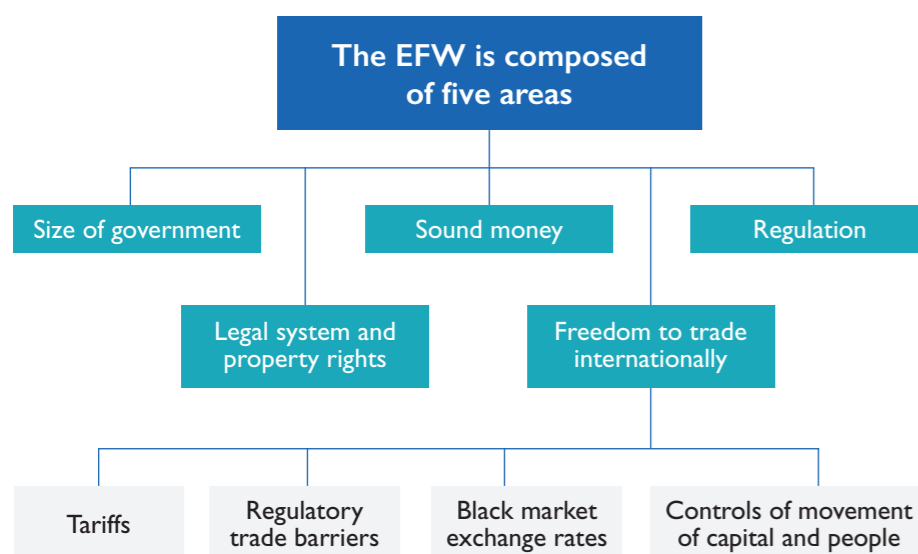 The EFW is composed
of five areas
Size of government
Sound money
Regulation
Legal system and
property rights
Freedom to trade
internationally
Tariffs
Regulatory
trade barriers
Black market
exchange rates
Controls of movement
of capital and people